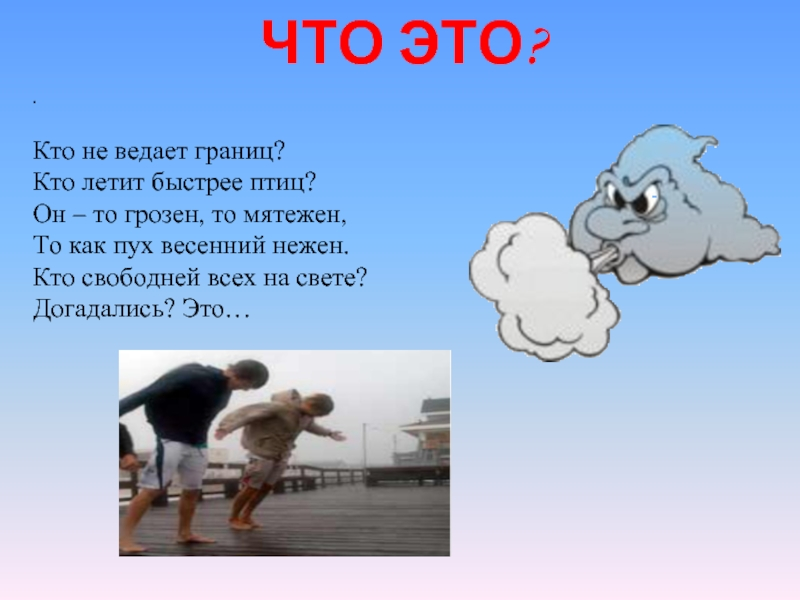 ЧТО ЭТО?
.
Кто не ведает границ?
Кто летит быстрее птиц?
Он – то грозен, то мятежен,
То как пух весенний нежен.
Кто свободней всех на свете?
Догадались? Это…